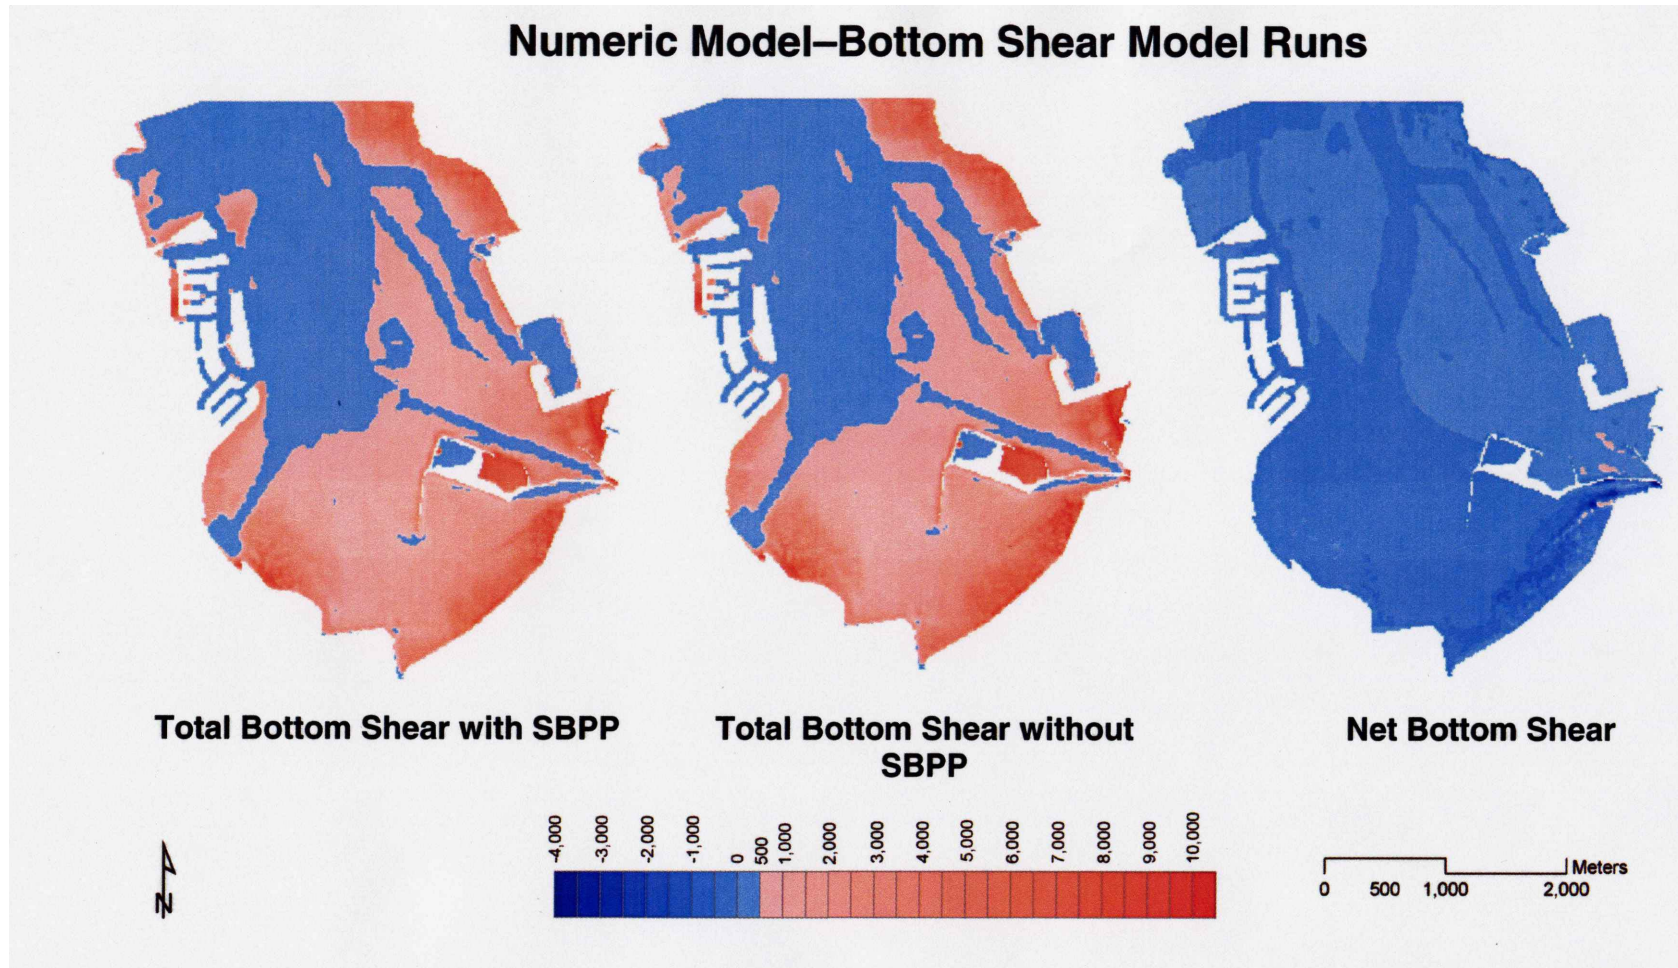 Numeric Model–Bottom Shear Model Runs
Total Bottom Shear with SBPP
Total Bottom Shear without
SBPP
Net Bottom Shear
-4,000
-3,000
-2,000
-1,000
0
500
1,000
2,000
3,000
4,000
5,000
6,000
7,000
8,000
9,000
10,000
N
Meters
0 500 1,000 2,000